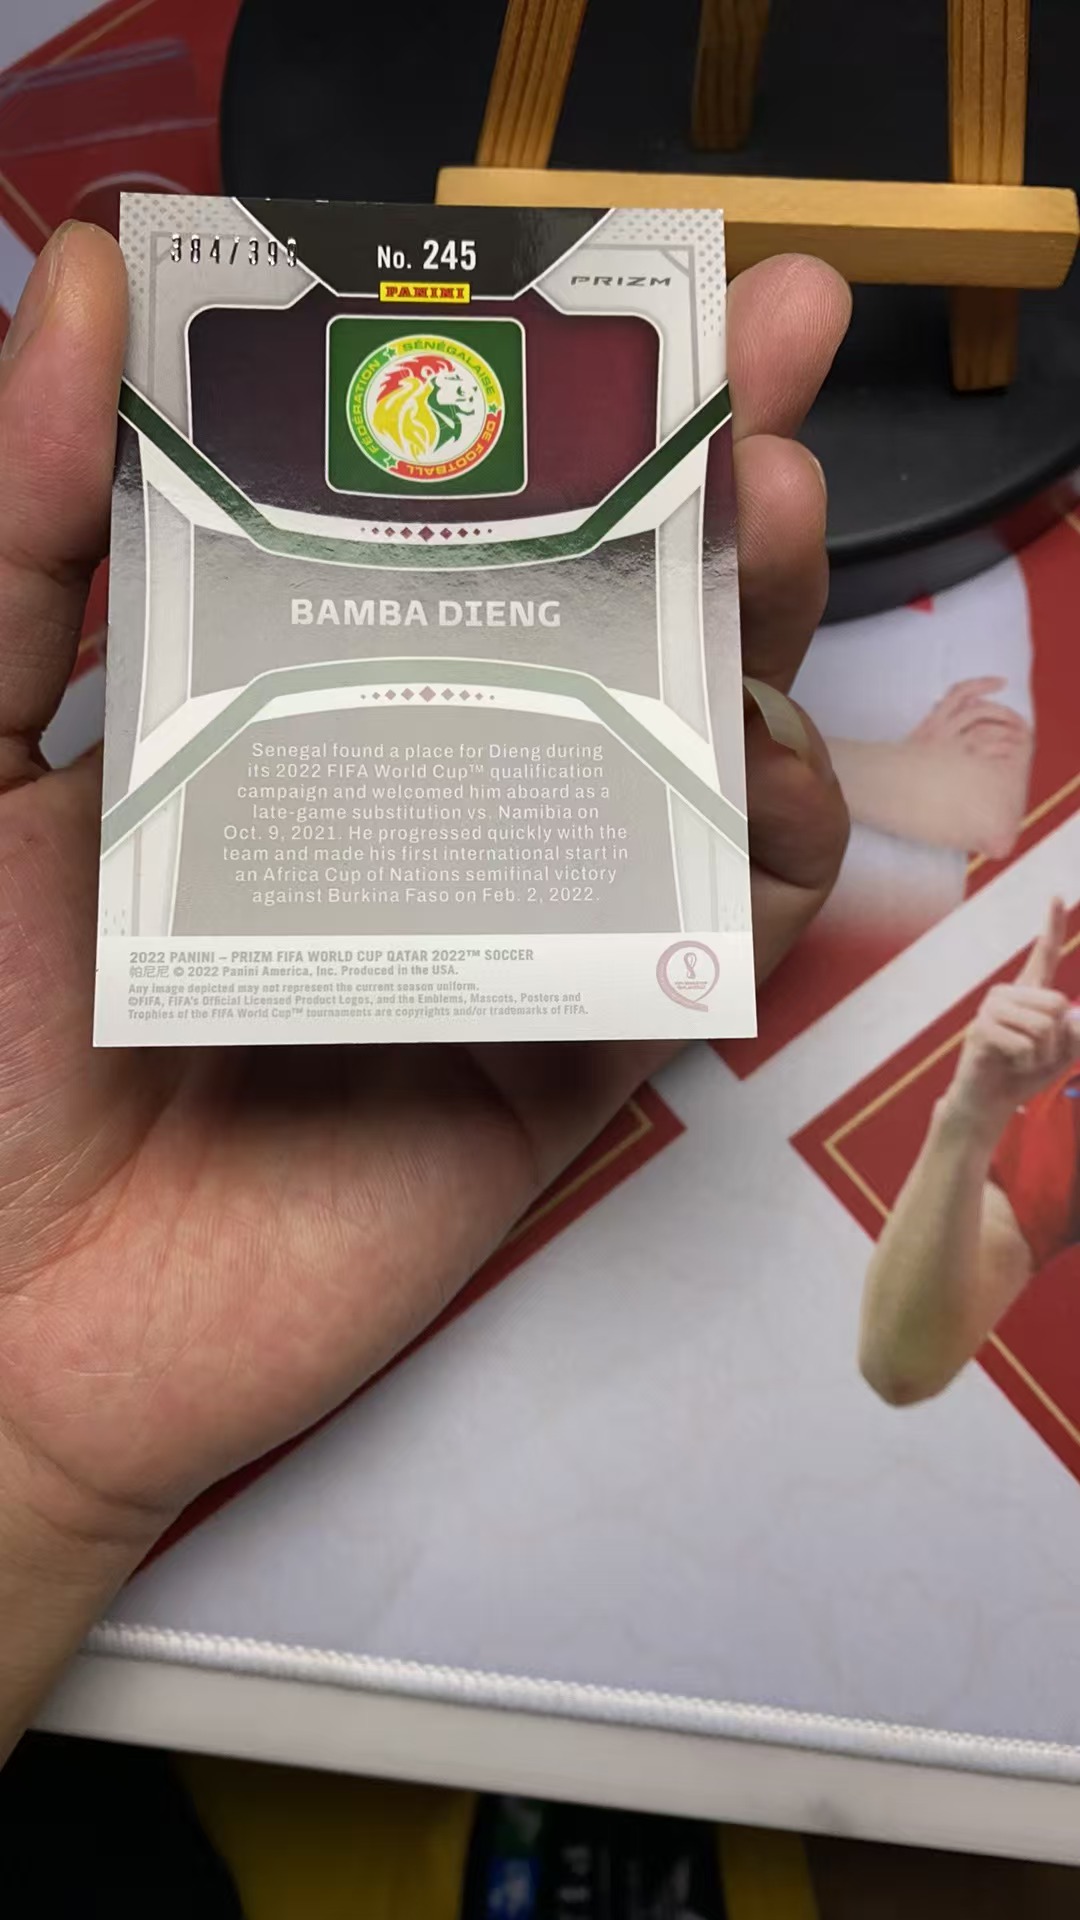 384/399
No. 245
PANINI
PRIZM
FÉDÉRATION SÉNÉGALAISE DE FOOTBALL
BAMBA DIENG
Senegal found a place for Dieng during
its 2022 FIFA World Cup™ qualification
campaign and welcomed him aboard as a
late-game substitution vs. Namibia on
Oct. 9, 2021. He progressed quickly with the
team and made his first international start in
an Africa Cup of Nations semifinal victory
against Burkina Faso on Feb. 2, 2022.
2022 PANINI – PRIZM FIFA WORLD CUP QATAR 2022™ SOCCER
帕尼尼 © 2022 Panini America, Inc. Produced in the USA.
Any image depicted may not represent the current season uniform.
©FIFA, FIFA's Official Licensed Product Logos, and the Emblems, Mascots, Posters and
Trophies of the FIFA World Cup™ tournaments are copyrights and/or trademarks of FIFA.